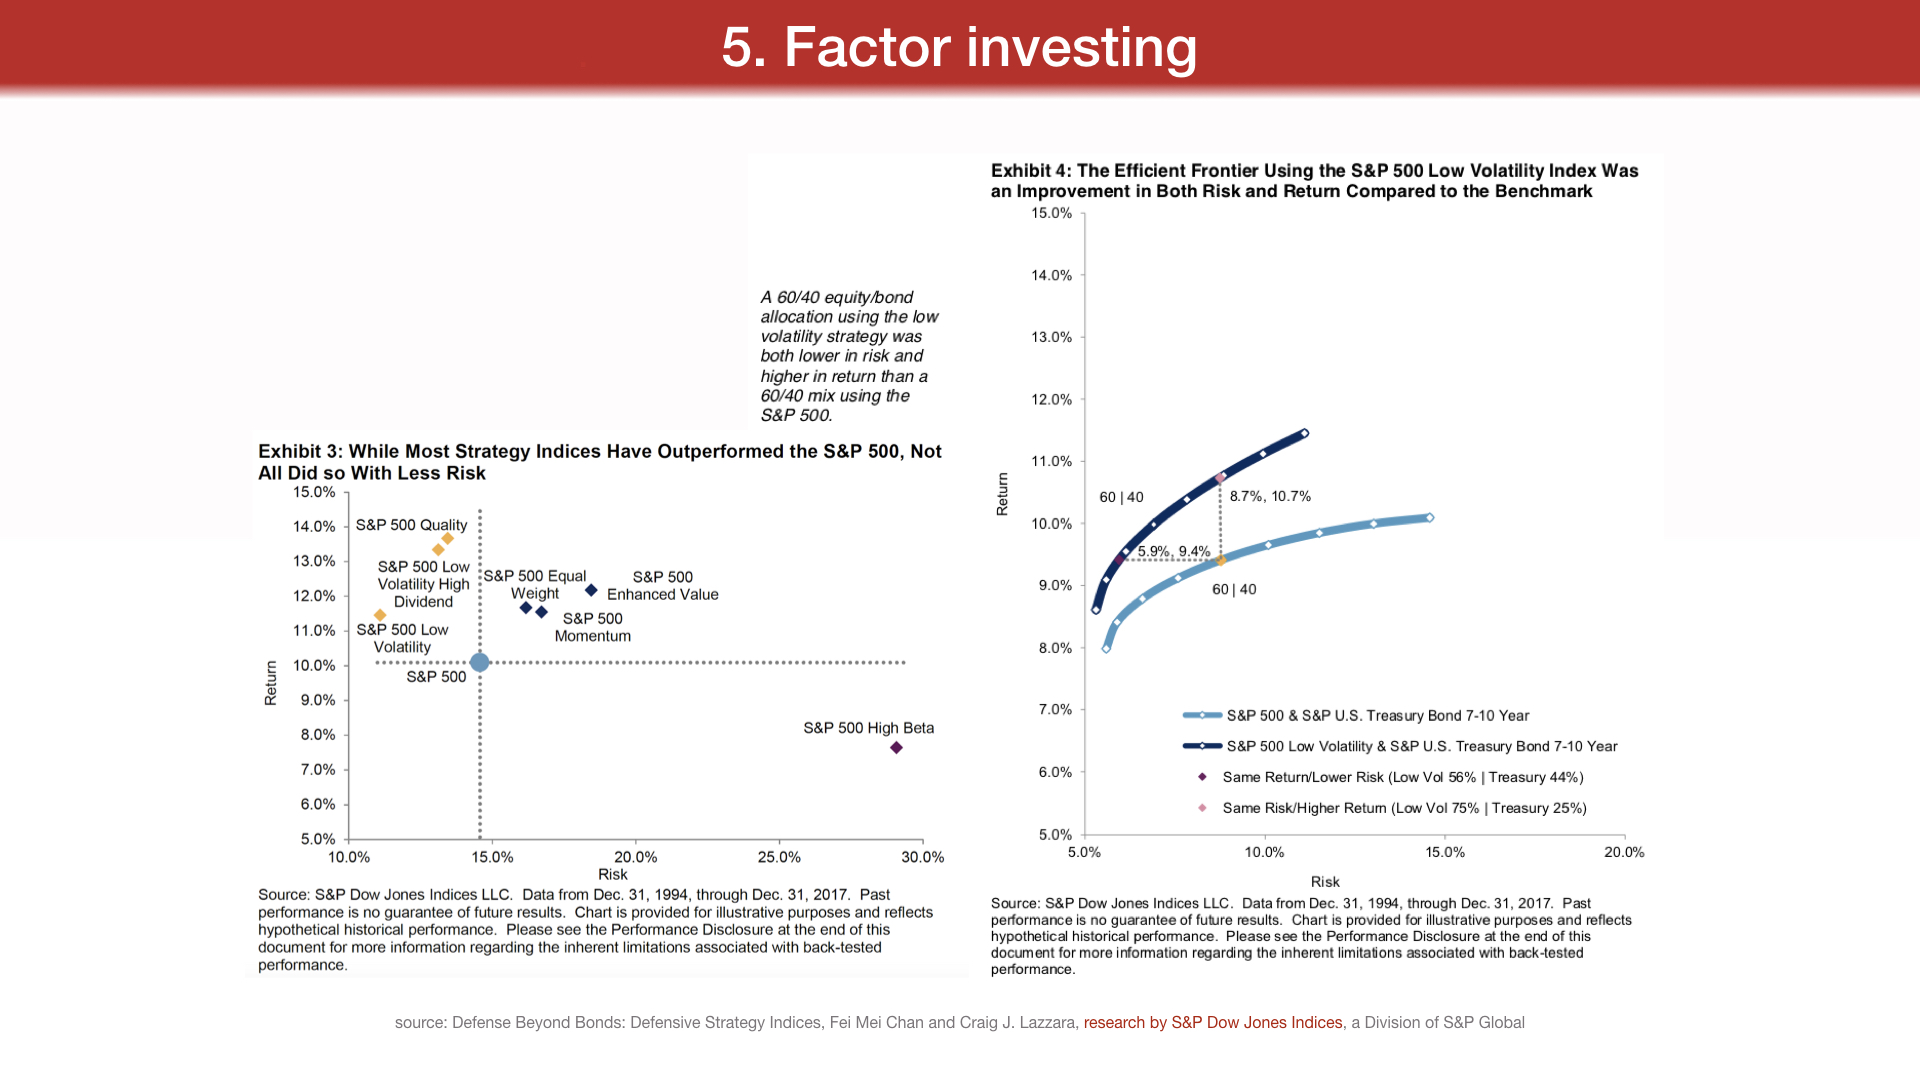 5. Factor investing
A 60/40 equity/bond
allocation using the low
volatility strategy was
both lower in risk and
higher in return than a
60/40 mix using the
S&P 500.
Exhibit 3: While Most Strategy Indices Have Outperformed the S&P 500, Not
All Did so With Less Risk
15.0%
14.0%
13.0%
12.0%
11.0%
10.0%
9.0%
8.0%
7.0%
6.0%
5.0%
Return
S&P 500 Quality
S&P 500 Low
Volatility High
Dividend
S&P 500 Low
Volatility
S&P 500 Equal
Weight
S&P 500
Enhanced Value
S&P 500
Momentum
S&P 500
S&P 500 High Beta
10.0%
15.0%
20.0%
25.0%
30.0%
Risk
Source: S&P Dow Jones Indices LLC. Data from Dec. 31, 1994, through Dec. 31, 2017. Past
performance is no guarantee of future results. Chart is provided for illustrative purposes and reflects
hypothetical historical performance. Please see the Performance Disclosure at the end of this
document for more information regarding the inherent limitations associated with back-tested
performance.
Exhibit 4: The Efficient Frontier Using the S&P 500 Low Volatility Index Was
an Improvement in Both Risk and Return Compared to the Benchmark
15.0%
14.0%
13.0%
12.0%
11.0%
10.0%
9.0%
8.0%
7.0%
6.0%
5.0%
Return
60 | 40
8.7%, 10.7%
5.9%, 9.4%
60 | 40
S&P 500 & S&P U.S. Treasury Bond 7-10 Year
S&P 500 Low Volatility & S&P U.S. Treasury Bond 7-10 Year
Same Return/Lower Risk (Low Vol 56% | Treasury 44%)
Same Risk/Higher Return (Low Vol 75% | Treasury 25%)
5.0%
10.0%
15.0%
20.0%
Risk
Source: S&P Dow Jones Indices LLC. Data from Dec. 31, 1994, through Dec. 31, 2017. Past
performance is no guarantee of future results. Chart is provided for illustrative purposes and reflects
hypothetical historical performance. Please see the Performance Disclosure at the end of this
document for more information regarding the inherent limitations associated with back-tested
performance.
source: Defense Beyond Bonds: Defensive Strategy Indices, Fei Mei Chan and Craig J. Lazzara, research by S&P Dow Jones Indices, a Division of S&P Global